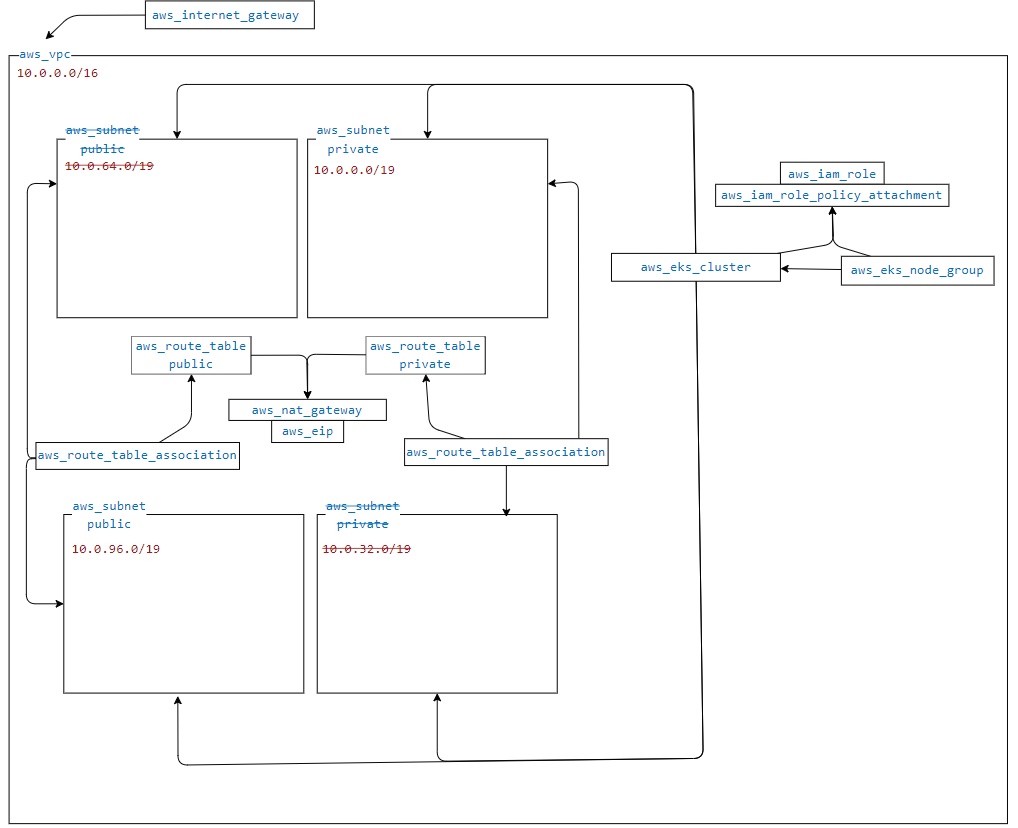 aws_internet_gateway
aws_vpc
10.0.0.0/16
aws_subnet
public
10.0.64.0/19
aws_subnet
private
10.0.0.0/19
aws_iam_role
aws_iam_role_policy_attachment
aws_eks_cluster
aws_eks_node_group
aws_route_table
public
aws_route_table
private
aws_nat_gateway
aws_eip
aws_route_table_association
aws_route_table_association
aws_subnet
public
10.0.96.0/19
aws_subnet
private
10.0.32.0/19